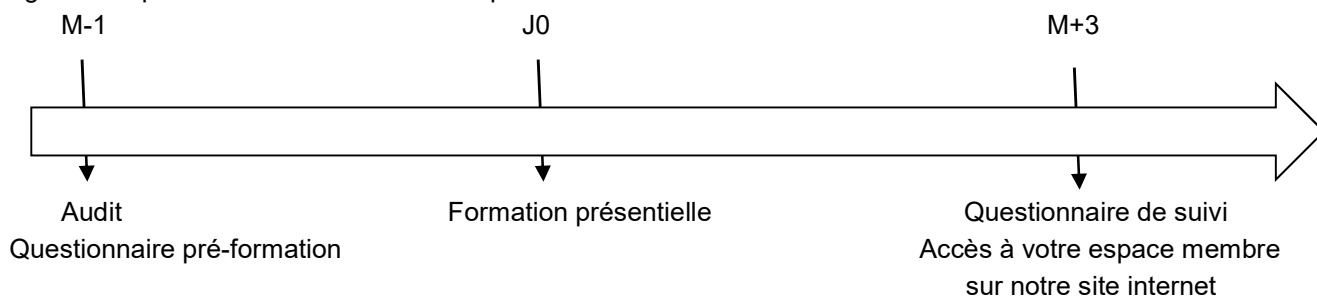 M-1
J0
M+3
Audit
Questionnaire pré-formation
Formation présentielle
Questionnaire de suivi
Accès à votre espace membre
sur notre site internet